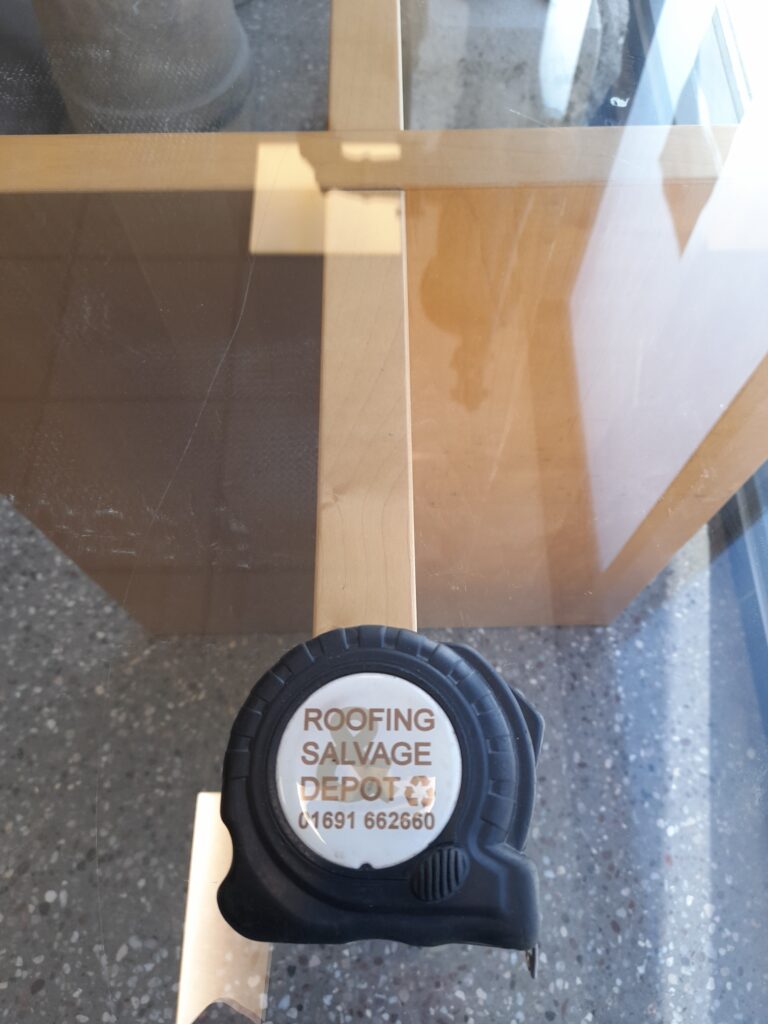 ROOFING
SALVAGE
&
DEPOT
01691 662660